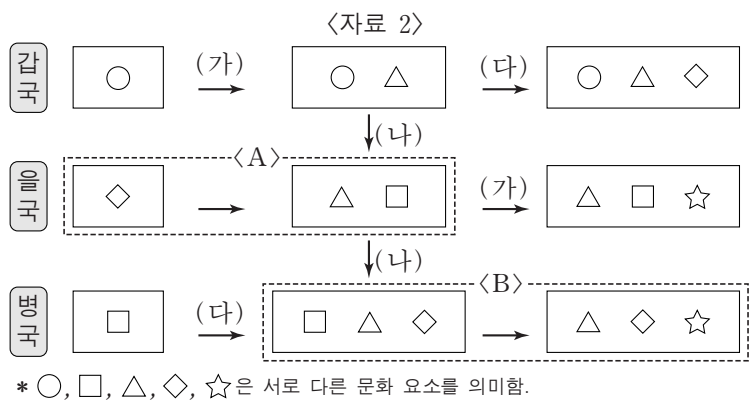 〈자료 2〉
갑국 (가) (다)
(나)
〈A〉
을국 (가)
(나)
〈B〉
병국 (다)
* ○, □, △, ◇, ☆은 서로 다른 문화 요소를 의미함.